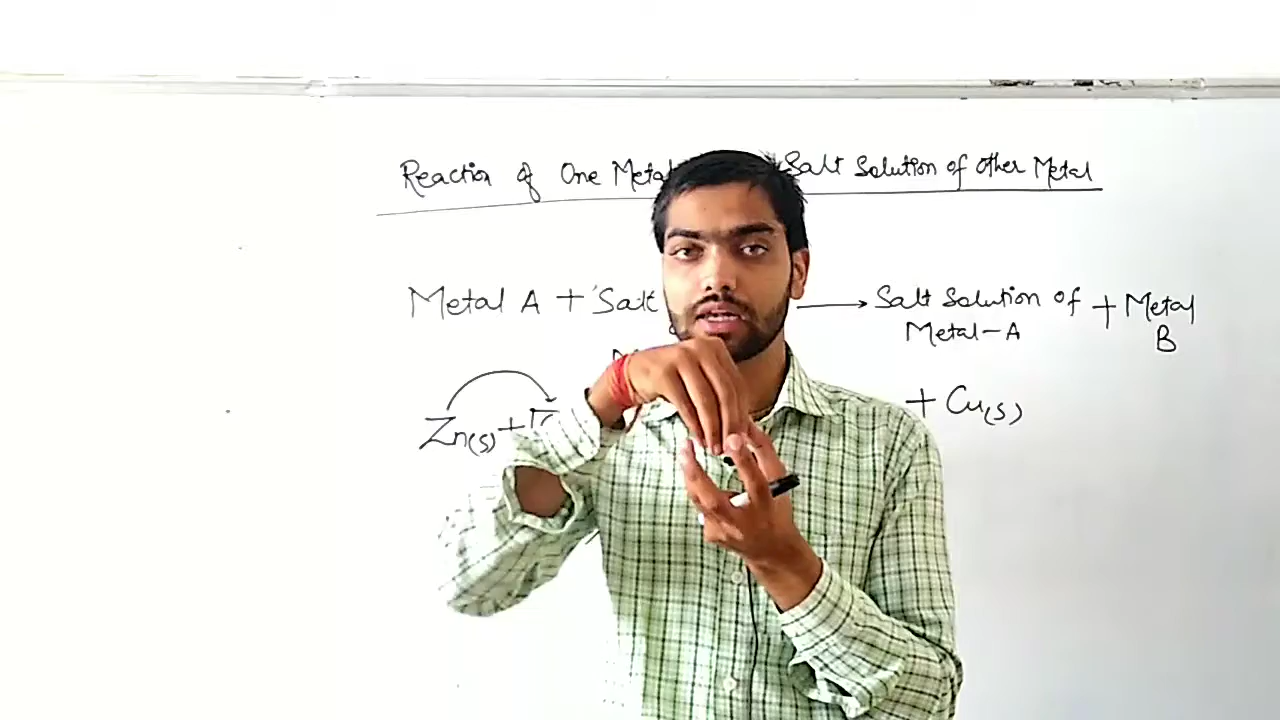 Reaction of One Metal Salt Solution of Other Metal
Metal A + Salt → Salt Solution of + Metal
Metal-A B
Zn(s) + + Cu(s)